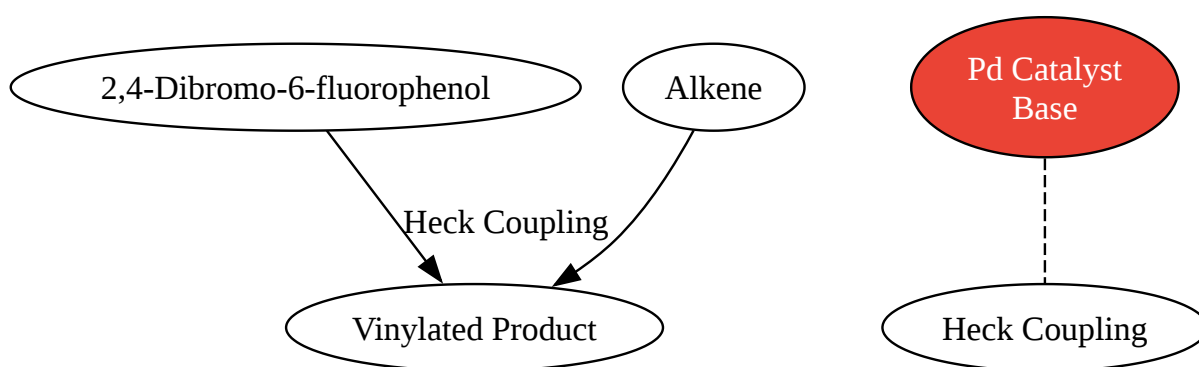 2,4-Dibromo-6-fluorophenol
Alkene
Pd Catalyst
Base
Heck Coupling
Vinylated Product
Heck Coupling